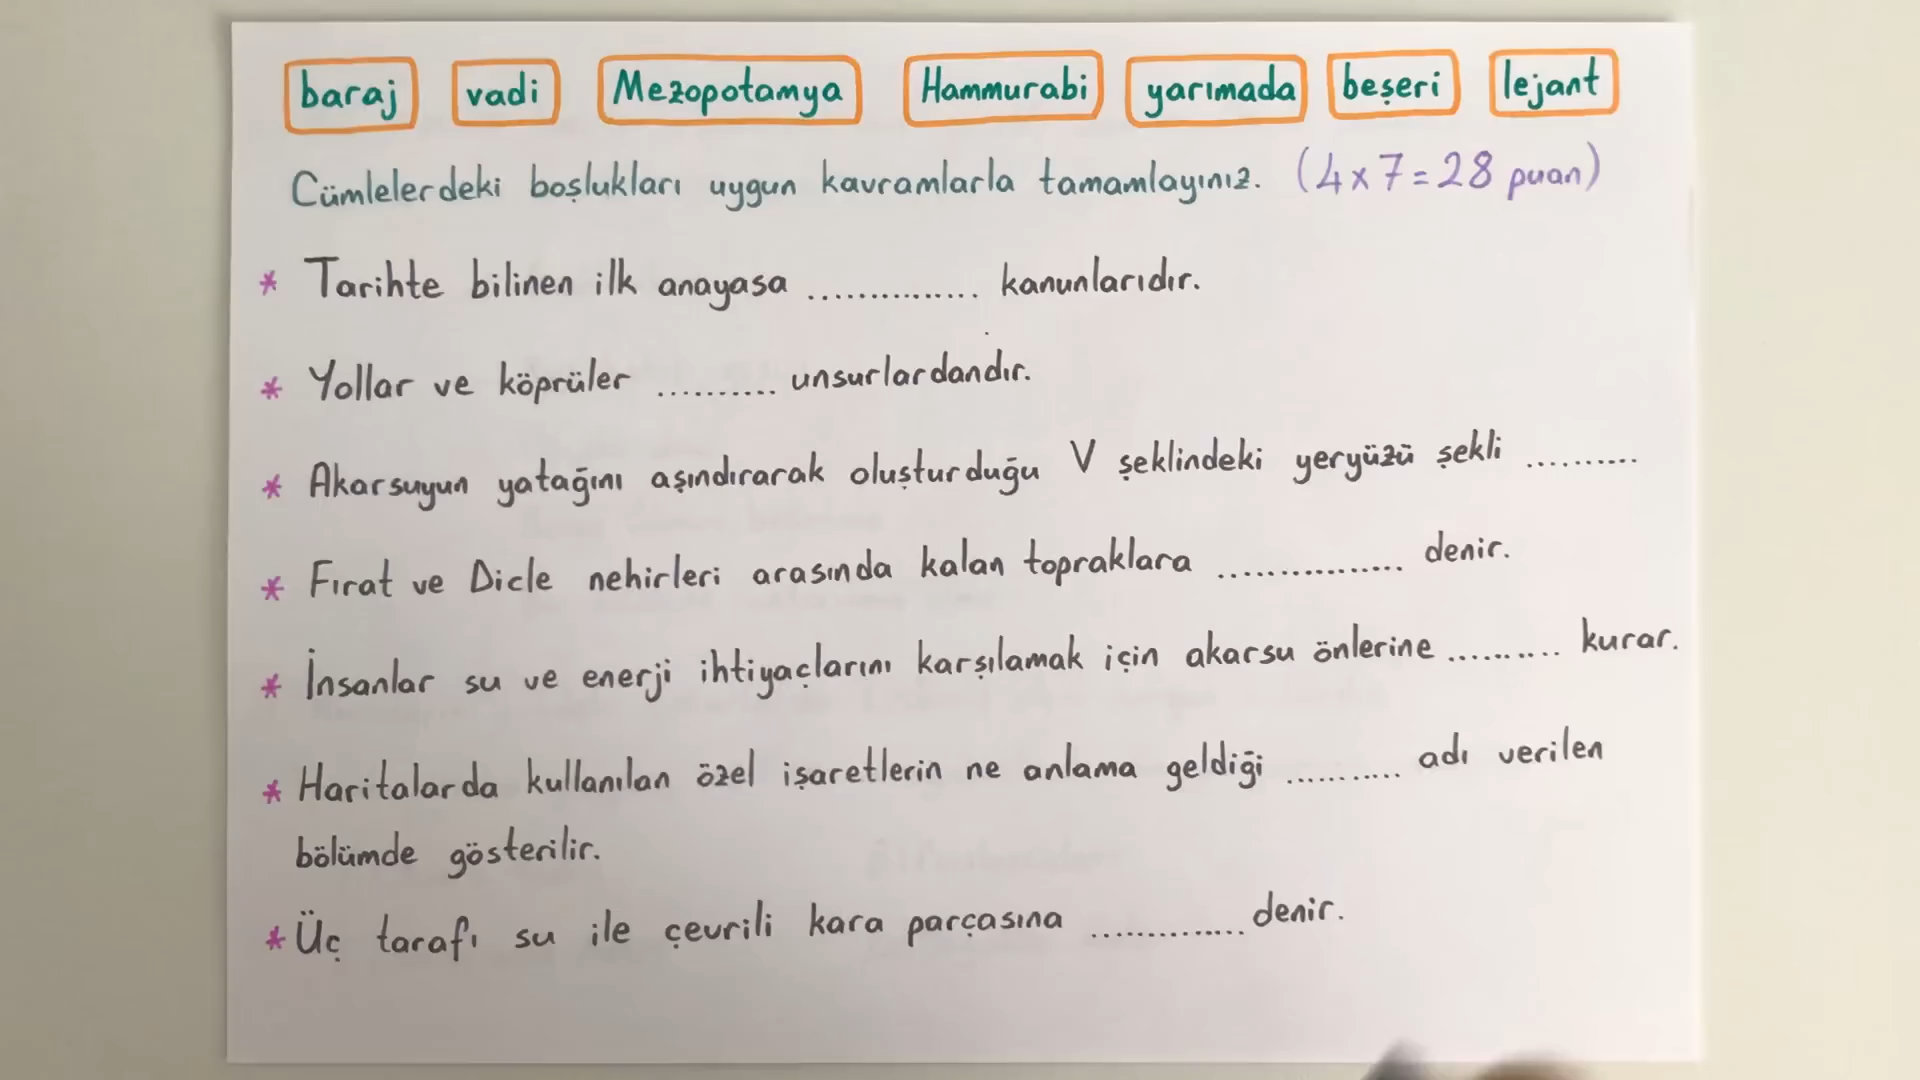 baraj vadi Mezopotamya Hammurabi yarımada beşeri lejant
Cümlelerdeki boşlukları uygun kavramlarla tamamlayınız. (4x7=28 puan)
* Tarihte bilinen ilk anayasa .............. kanunlarıdır.
* Yollar ve köprüler .......... unsurlardandır.
* Akarsuyun yatağını aşındırarak oluşturduğu V şeklindeki yeryüzü şekli ..........
* Fırat ve Dicle nehirleri arasında kalan topraklara ................ denir.
* İnsanlar su ve enerji ihtiyaçlarını karşılamak için akarsu önlerine .......... kurar.
* Haritalarda kullanılan özel işaretlerin ne anlama geldiği ........... adı verilen
bölümde gösterilir.
* Üç tarafı su ile çevrili kara parçasına ............. denir.